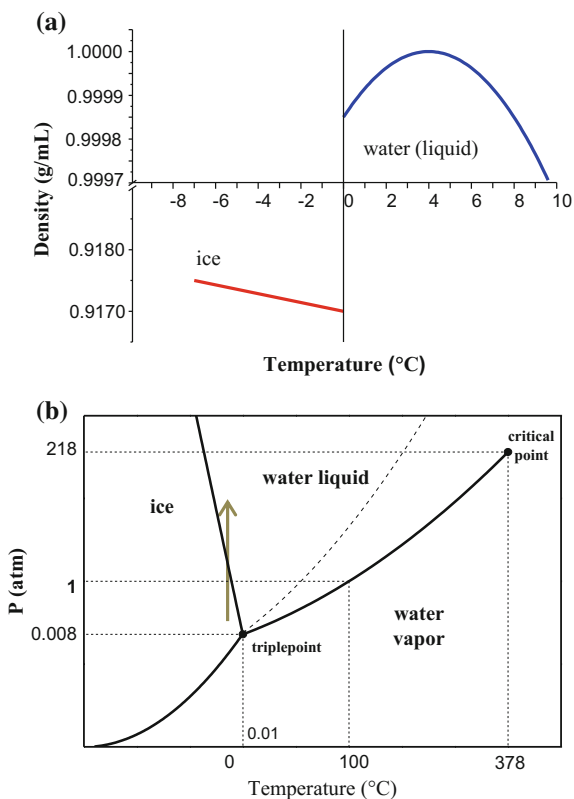 (a)
1.0000
0.9999
0.9998
0.9997
0.9180
0.9170
Density (g/mL)
water (liquid)
ice
-8 -6 -4 -2 0 2 4 6 8 10
Temperature (°C)
(b)
218
1
0.008
P (atm)
critical
point
water liquid
ice
water
vapor
triplepoint
0.01
0 100 378
Temperature (°C)